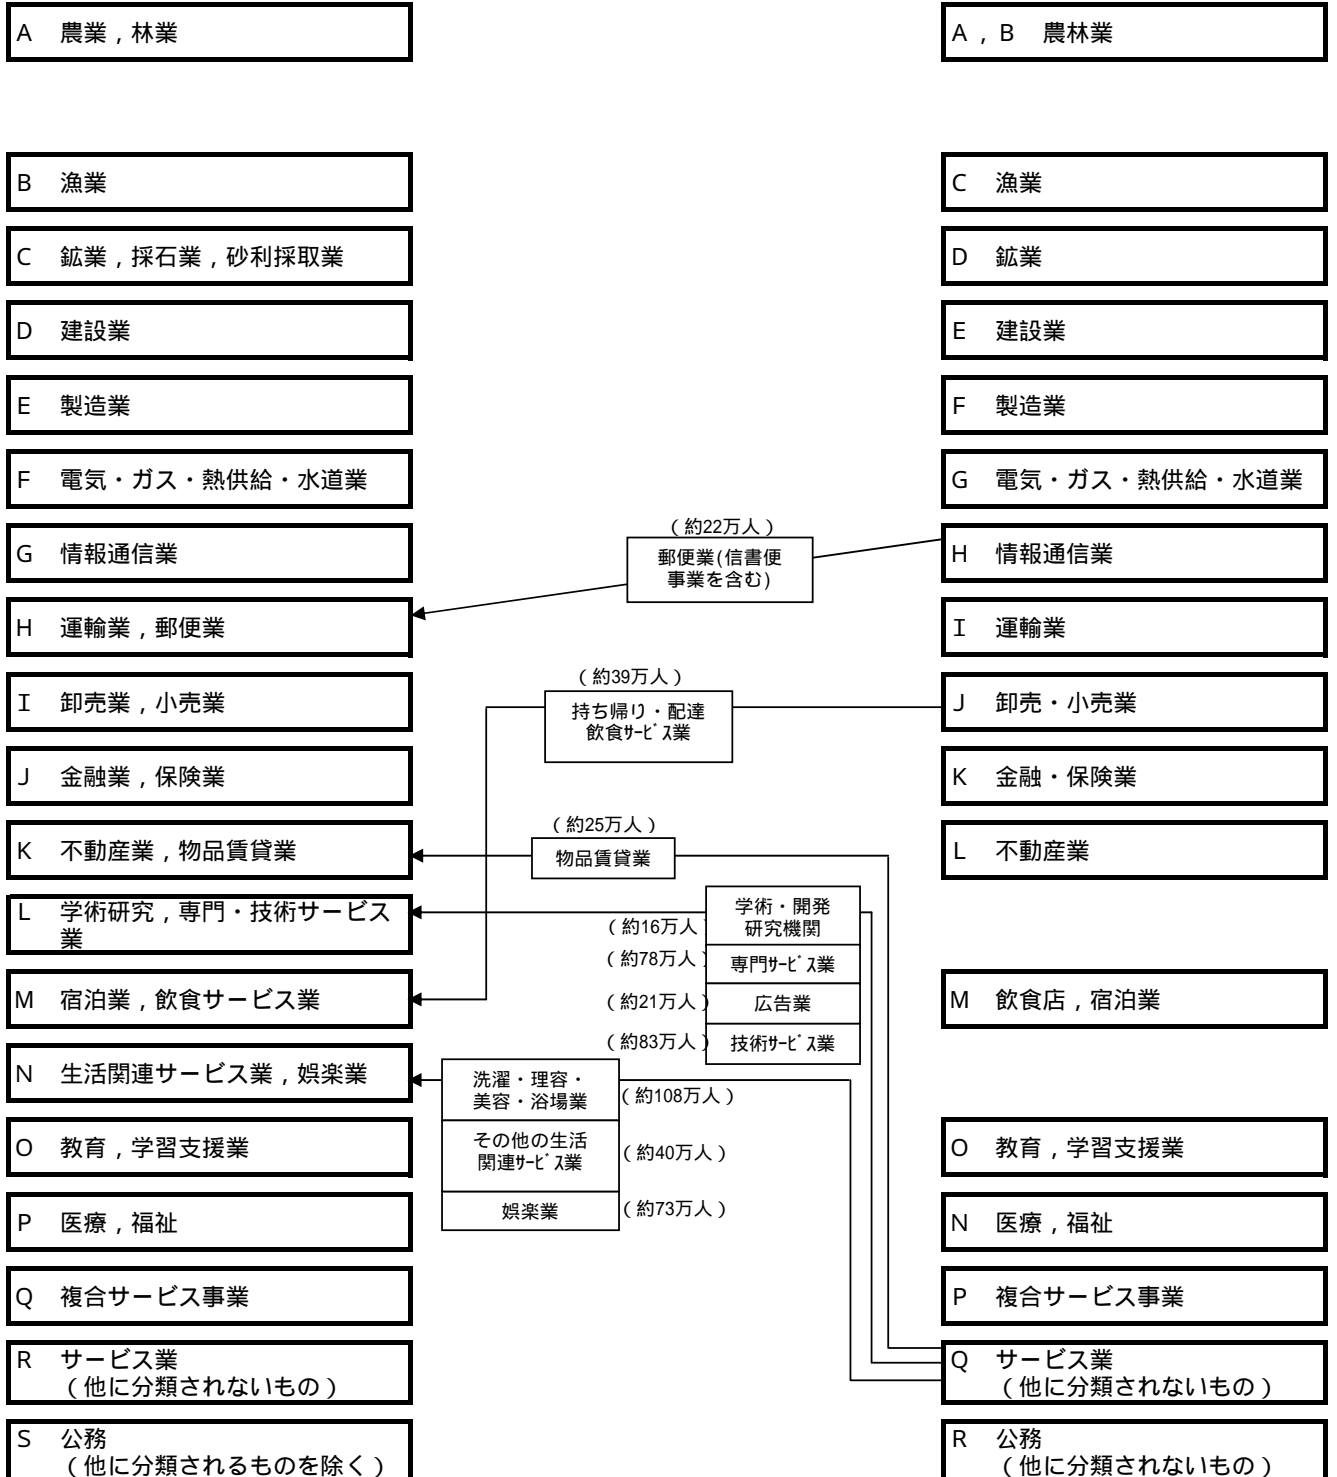 A 農業，林業
A，B 農林業
B 漁業
C 漁業
C 鉱業，採石業，砂利採取業
D 鉱業
D 建設業
E 建設業
E 製造業
F 製造業
F 電気・ガス・熱供給・水道業
G 電気・ガス・熱供給・水道業
（約22万人）
G 情報通信業
郵便業(信書便
事業を含む)
H 情報通信業
H 運輸業，郵便業
I 運輸業
（約39万人）
I 卸売業，小売業
持ち帰り・配達
飲食ｻｰﾋﾞｽ業
J 卸売・小売業
J 金融業，保険業
K 金融・保険業
（約25万人）
K 不動産業，物品賃貸業
物品賃貸業
L 不動産業
L 学術研究，専門・技術サービス
業
学術・開発
研究機関
（約16万人）
（約78万人）
専門ｻｰﾋﾞｽ業
M 宿泊業，飲食サービス業
（約21万人）
広告業
M 飲食店，宿泊業
（約83万人）
技術ｻｰﾋﾞｽ業
N 生活関連サービス業，娯楽業
洗濯・理容・
美容・浴場業
（約108万人）
O 教育，学習支援業
その他の生活
関連ｻｰﾋﾞｽ業
（約40万人）
O 教育，学習支援業
P 医療，福祉
娯楽業
（約73万人）
N 医療，福祉
Q 複合サービス事業
P 複合サービス事業
R サービス業
（他に分類されないもの）
Q サービス業
（他に分類されないもの）
S 公務
（他に分類されるものを除く）
R 公務
（他に分類されないもの）